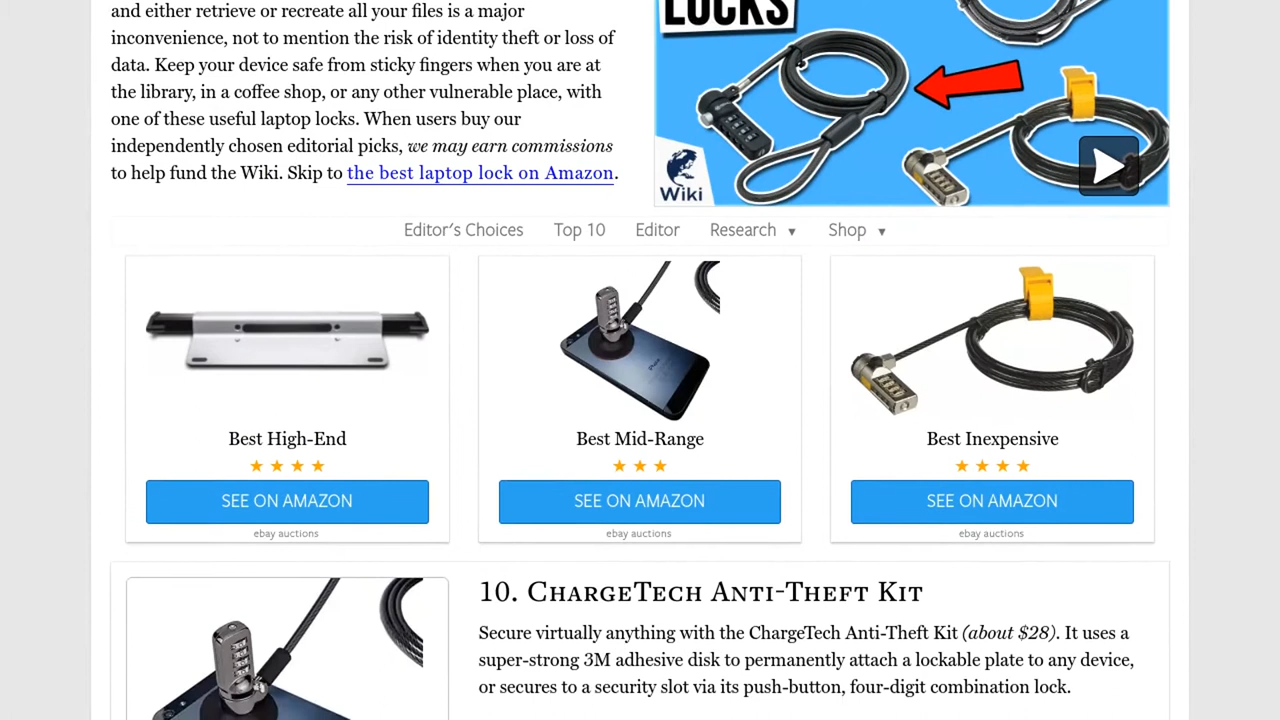 and either retrieve or recreate all your files is a major
inconvenience, not to mention the risk of identity theft or loss of
data. Keep your device safe from sticky fingers when you are at
the library, in a coffee shop, or any other vulnerable place, with
one of these useful laptop locks. When users buy our
independently chosen editorial picks, we may earn commissions
to help fund the Wiki. Skip to the best laptop lock on Amazon.
LOCKS
Wiki
Editor's Choices Top 10 Editor Research ▼ Shop ▼
Best High-End
★ ★ ★ ★
SEE ON AMAZON
ebay auctions
Best Mid-Range
★ ★ ★
SEE ON AMAZON
ebay auctions
Best Inexpensive
★ ★ ★ ★
SEE ON AMAZON
ebay auctions
10. ChargeTech Anti-Theft Kit
Secure virtually anything with the ChargeTech Anti-Theft Kit (about $28). It uses a
super-strong 3M adhesive disk to permanently attach a lockable plate to any device,
or secures to a security slot via its push-button, four-digit combination lock.